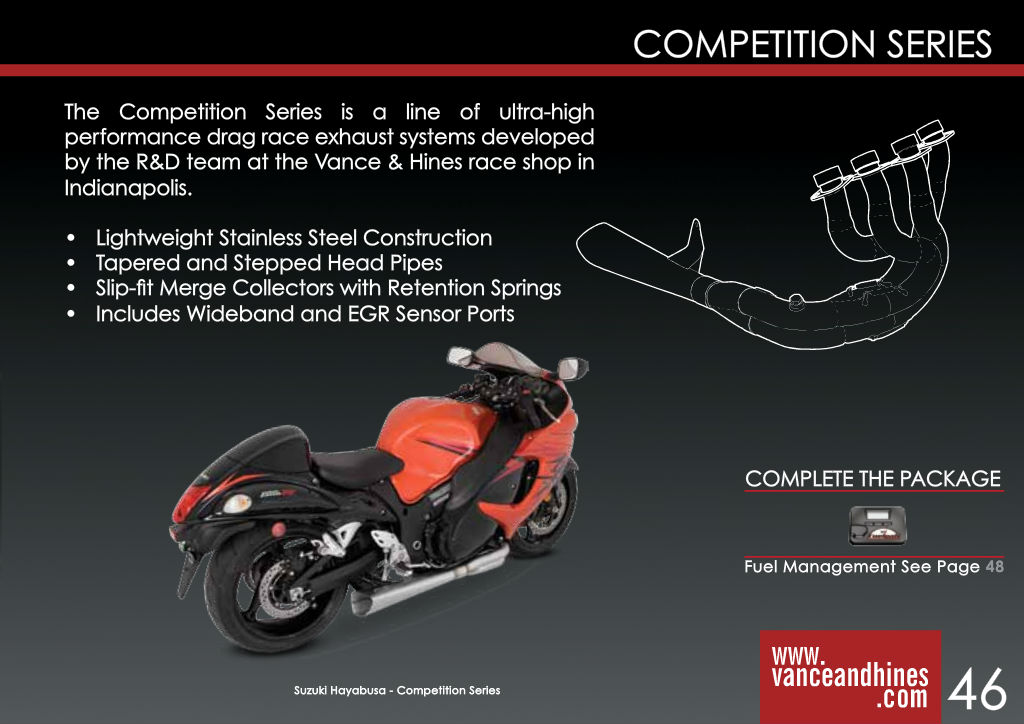 COMPETITION SERIES
The Competition Series is a line of ultra-high
performance drag race exhaust systems developed
by the R&D team at the Vance & Hines race shop in
Indianapolis.
• Lightweight Stainless Steel Construction
• Tapered and Stepped Head Pipes
• Slip-fit Merge Collectors with Retention Springs
• Includes Wideband and EGR Sensor Ports
COMPLETE THE PACKAGE
Fuel Management See Page 48
Suzuki Hayabusa - Competition Series
www.
vanceandhines
.com
46